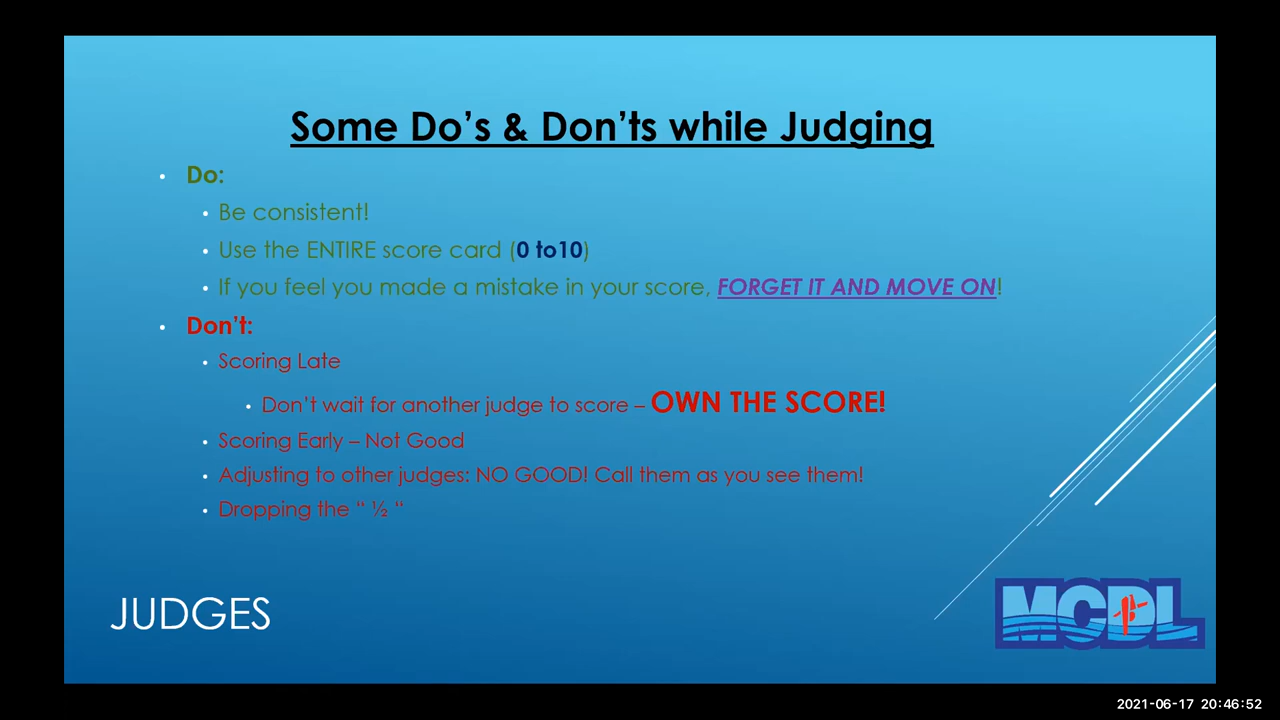 Some Do’s & Don’ts while Judging
• Do:
• Be consistent!
• Use the ENTIRE score card (0 to10)
• If you feel you made a mistake in your score, FORGET IT AND MOVE ON!
• Don’t:
• Scoring Late
• Don’t wait for another judge to score – OWN THE SCORE!
• Scoring Early – Not Good
• Adjusting to other judges: NO GOOD! Call them as you see them!
• Dropping the “ ½ “
JUDGES
MCDL
2021-06-17 20:46:52